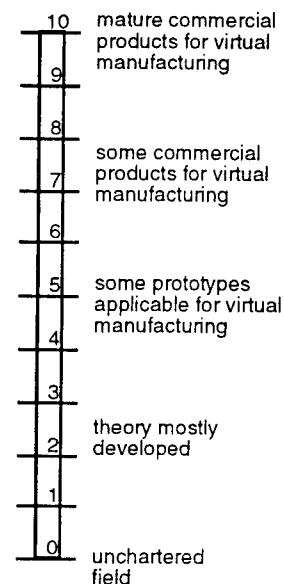 10 mature commercial
products for virtual
9 manufacturing
8
some commercial
7 products for virtual
manufacturing
6
5 some prototypes
applicable for virtual
4 manufacturing
3
theory mostly
2 developed
1
0 unchartered
field